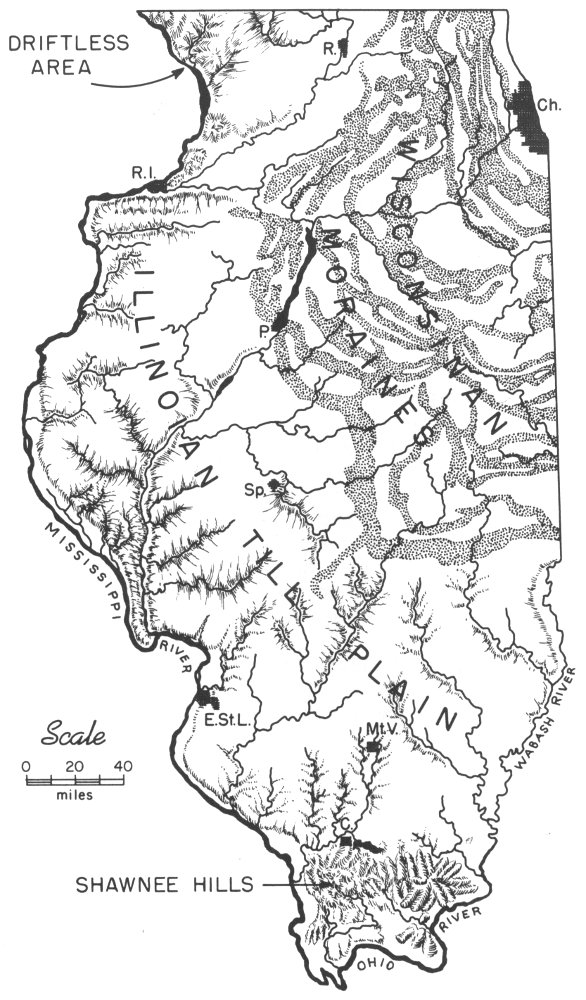 DRIFTLESS
AREA
R.
Ch.
R.I.
WISCONSINAN
MORAINES
ILLINOIAN TILL PLAIN
P.
Sp.
MISSISSIPPI
RIVER
E.St.L.
Mt.V.
WABASH RIVER
Scale
0 20 40
miles
C.
SHAWNEE HILLS
OHIO
RIVER